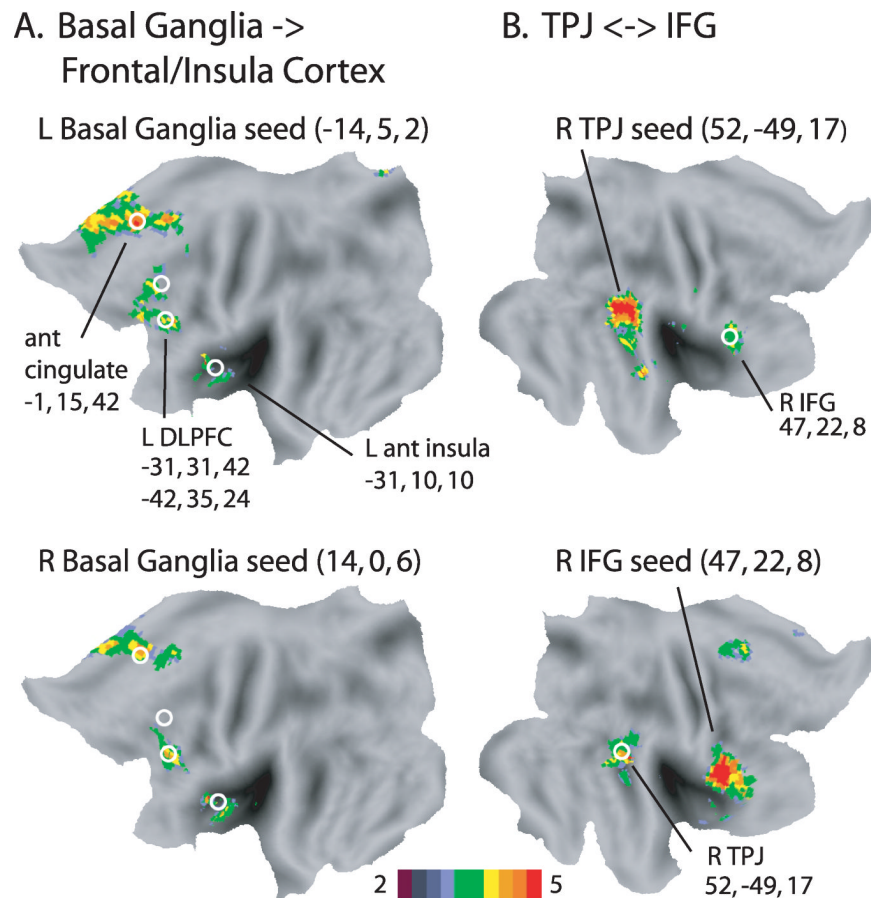 A. Basal Ganglia ->
Frontal/Insula Cortex
L Basal Ganglia seed (-14, 5, 2)
ant
cingulate
-1, 15, 42
L DLPFC
-31, 31, 42
-42, 35, 24
L ant insula
-31, 10, 10
R Basal Ganglia seed (14, 0, 6)
B. TPJ <-> IFG
R TPJ seed (52, -49, 17)
R IFG
47, 22, 8
R IFG seed (47, 22, 8)
R TPJ
52, -49, 17
2 5